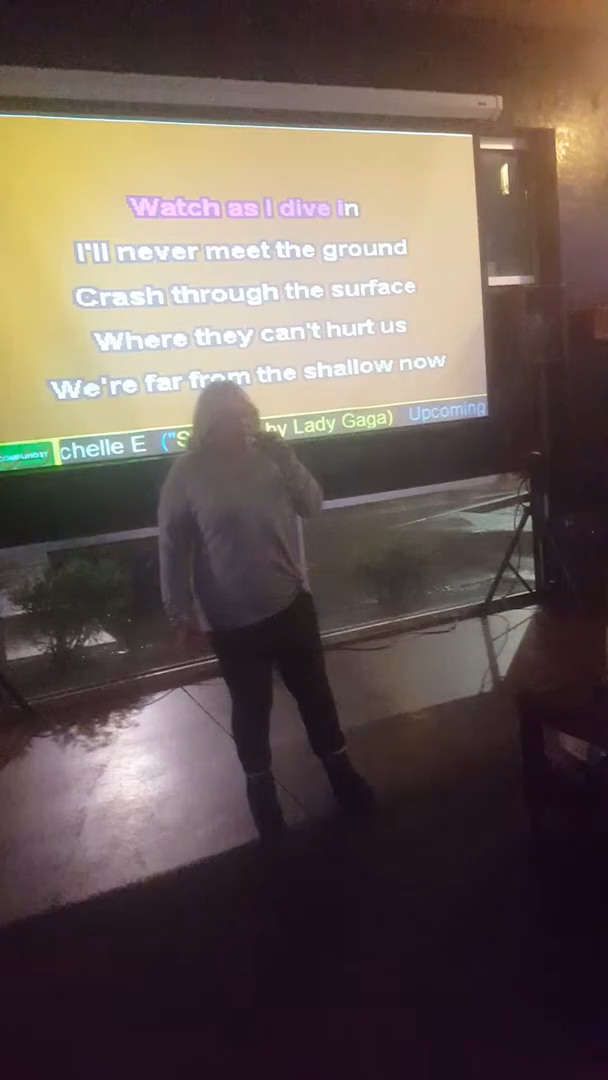 Watch as I dive In
I'll never meet the ground
Crash through the surface
Where they can't hurt us
We're far from the shallow now
chelle E ("S by Lady Gaga) Upcoming